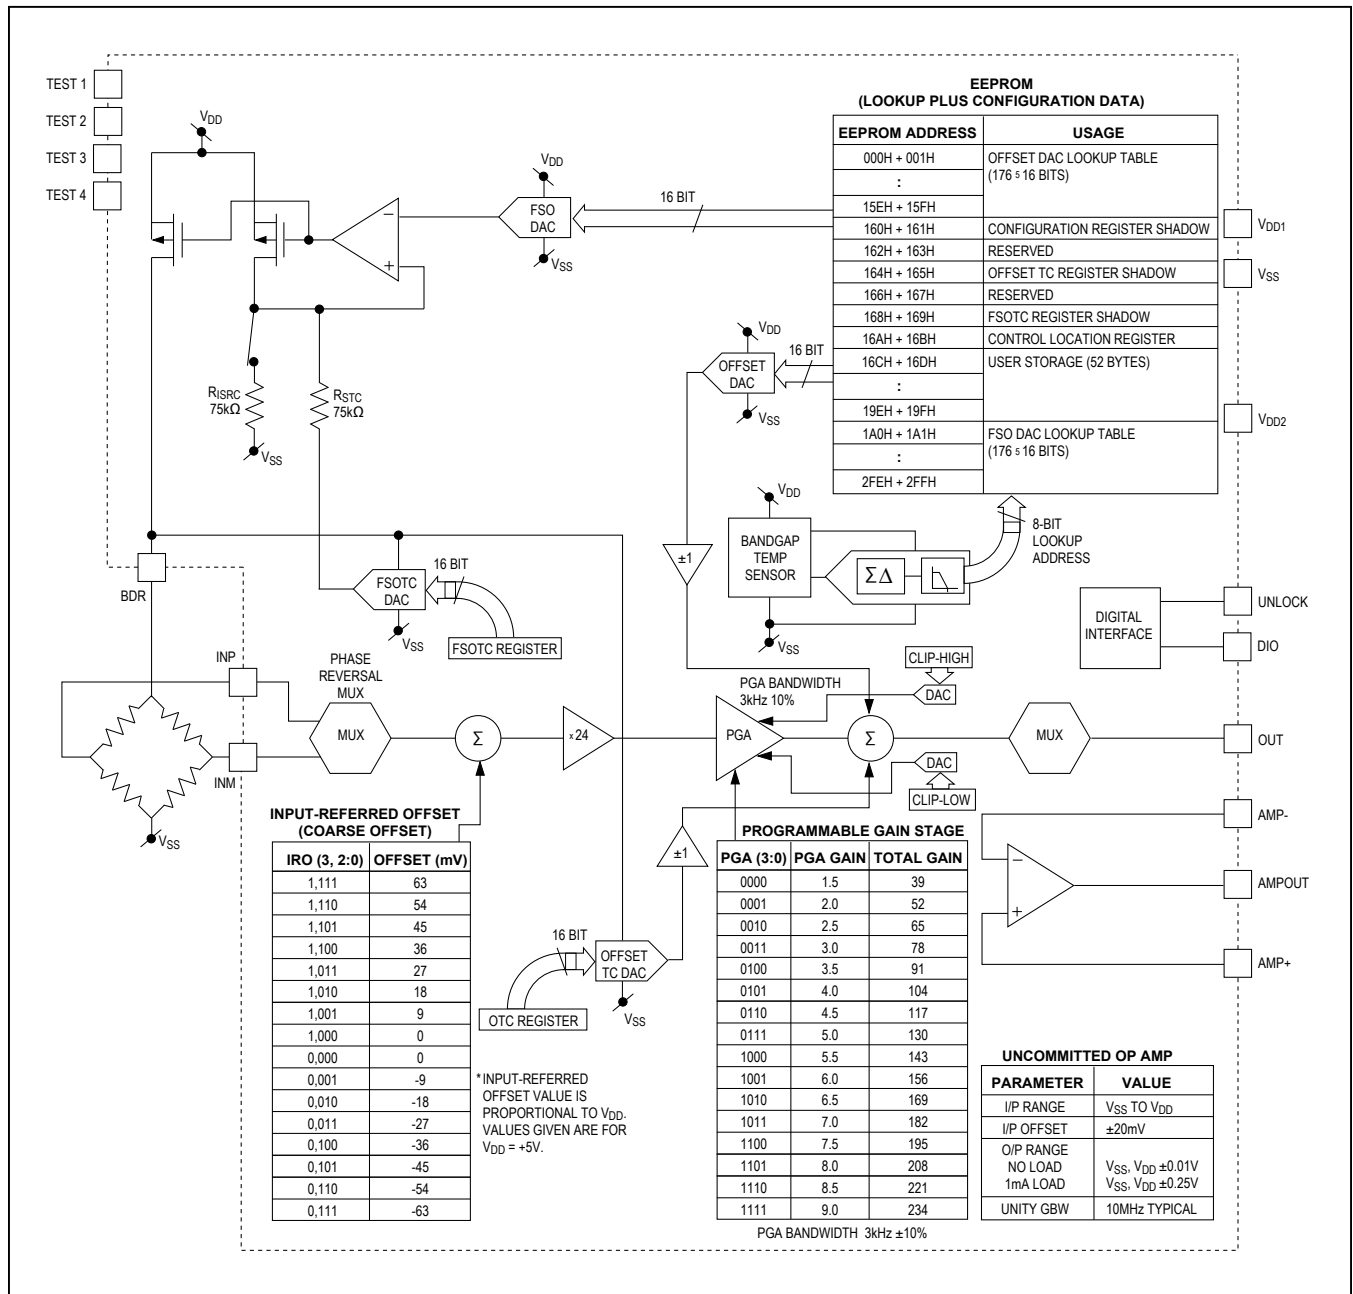 TEST 1
TEST 2
TEST 3
TEST 4
VDD
VDD
FSO
DAC
VSS
16 BIT
EEPROM
(LOOKUP PLUS CONFIGURATION DATA)
EEPROM ADDRESS USAGE
000H + 001H OFFSET DAC LOOKUP TABLE
(176 5 16 BITS)
:
15EH + 15FH
160H + 161H CONFIGURATION REGISTER SHADOW
162H + 163H RESERVED
164H + 165H OFFSET TC REGISTER SHADOW
166H + 167H RESERVED
168H + 169H FSOTC REGISTER SHADOW
16AH + 16BH CONTROL LOCATION REGISTER
16CH + 16DH USER STORAGE (52 BYTES)
:
19EH + 19FH
1A0H + 1A1H FSO DAC LOOKUP TABLE
(176 5 16 BITS)
:
2FEH + 2FFH
VDD1
VSS
VDD2
−
+
RISRC
75kΩ
VSS
RSTC
75kΩ
VDD
OFFSET
DAC
VSS
16 BIT
±1
VDD
BANDGAP
TEMP
SENSOR
VSS
ΣΔ
8-BIT
LOOKUP
ADDRESS
DIGITAL
INTERFACE
UNLOCK
DIO
BDR
FSOTC
DAC
VSS
16 BIT
FSOTC REGISTER
INP
INM
VSS
PHASE
REVERSAL
MUX
MUX
Σ
x 24
PGA BANDWIDTH
3kHz 10%
PGA
CLIP-HIGH
DAC
Σ
DAC
CLIP-LOW
MUX
OUT
AMP-
AMPOUT
AMP+
−
+
±1
INPUT-REFERRED OFFSET
(COARSE OFFSET)
IRO (3, 2:0) OFFSET (mV)
1,111 63
1,110 54
1,101 45
1,100 36
1,011 27
1,010 18
1,001 9
1,000 0
0,000 0
0,001 -9
0,010 -18
0,011 -27
0,100 -36
0,101 -45
0,110 -54
0,111 -63
16 BIT
OFFSET
TC DAC
VSS
OTC REGISTER
*INPUT-REFERRED
OFFSET VALUE IS
PROPORTIONAL TO VDD.
VALUES GIVEN ARE FOR
VDD = +5V.
PROGRAMMABLE GAIN STAGE
PGA (3:0) PGA GAIN TOTAL GAIN
0000 1.5 39
0001 2.0 52
0010 2.5 65
0011 3.0 78
0100 3.5 91
0101 4.0 104
0110 4.5 117
0111 5.0 130
1000 5.5 143
1001 6.0 156
1010 6.5 169
1011 7.0 182
1100 7.5 195
1101 8.0 208
1110 8.5 221
1111 9.0 234
PGA BANDWIDTH 3kHz ±10%
UNCOMMITTED OP AMP
PARAMETER VALUE
I/P RANGE VSS TO VDD
I/P OFFSET ±20mV
O/P RANGE
NO LOAD VSS, VDD ±0.01V
1mA LOAD VSS, VDD ±0.25V
UNITY GBW 10MHz TYPICAL